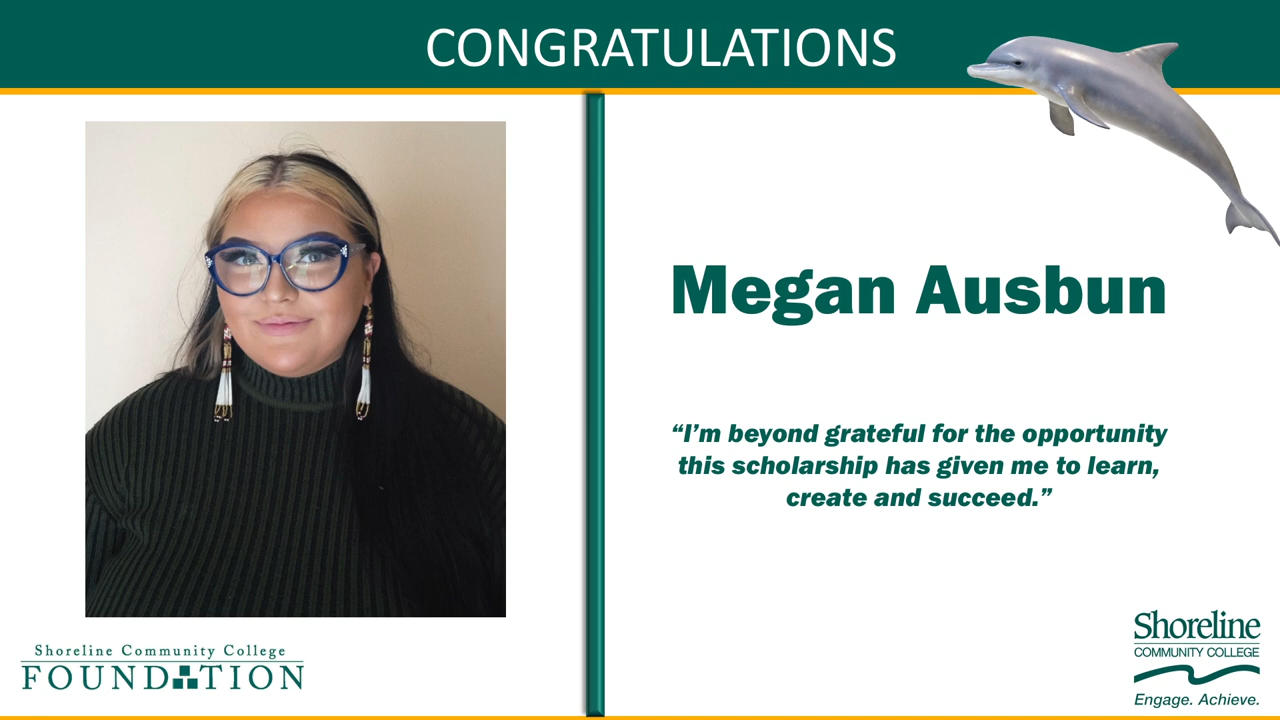 CONGRATULATIONS
Megan Ausbun
“I’m beyond grateful for the opportunity
this scholarship has given me to learn,
create and succeed.”
Shoreline Community College
FOUNDATION
Shoreline
COMMUNITY COLLEGE
Engage. Achieve.